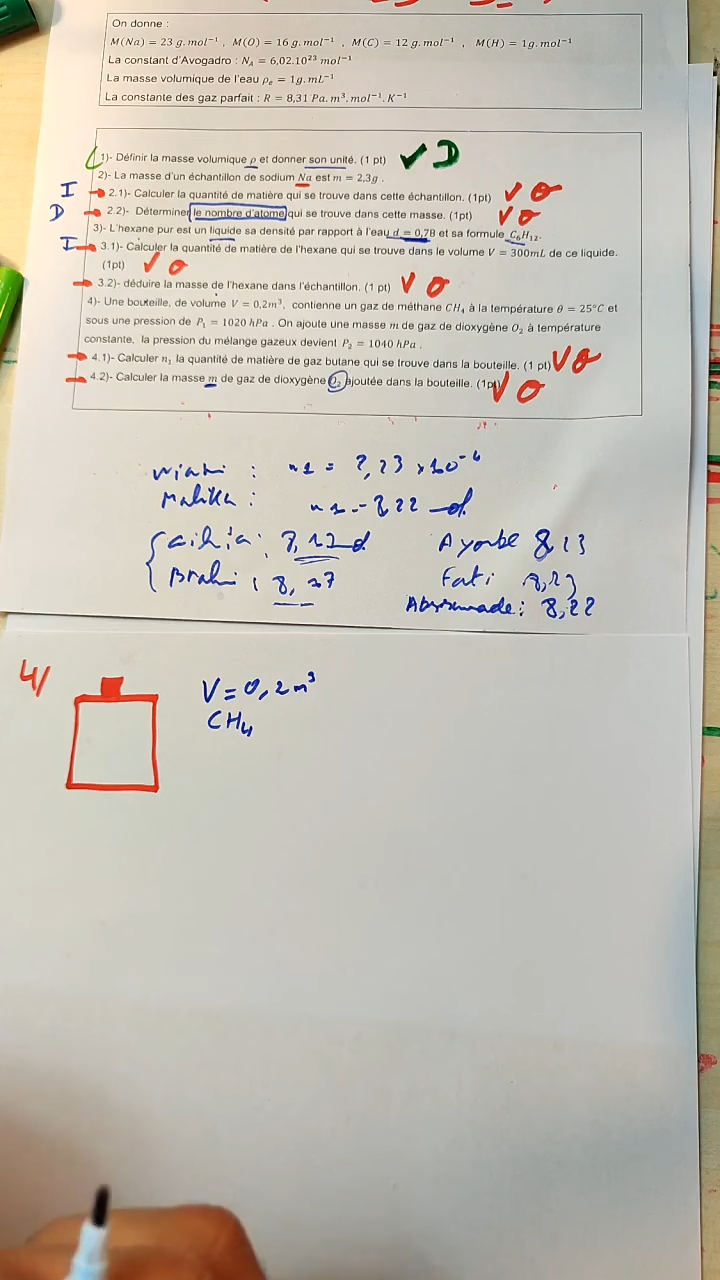 On donne :
M(Na) = 23 g.mol⁻¹ , M(O) = 16 g.mol⁻¹ , M(C) = 12 g.mol⁻¹ , M(H) = 1g.mol⁻¹
La constant d'Avogadro : N_A = 6,02.10²³ mol⁻¹
La masse volumique de l'eau ρₑ = 1g.mL⁻¹
La constante des gaz parfait : R = 8,31 Pa.m³.mol⁻¹.K⁻¹
1)- Définir la masse volumique ρ et donner son unité. (1 pt) D
2)- La masse d'un échantillon de sodium Na est m = 2,3g .
I 2.1)- Calculer la quantité de matière qui se trouve dans cette échantillon. (1pt)
D 2.2)- Déterminer le nombre d'atome qui se trouve dans cette masse. (1pt)
3)- L'hexane pur est un liquide sa densité par rapport à l'eau d = 0,78 et sa formule C₆H₁₂.
I 3.1)- Calculer la quantité de matière de l'hexane qui se trouve dans le volume V = 300mL de ce liquide.
(1pt)
3.2)- déduire la masse de l'hexane dans l'échantillon. (1 pt)
4)- Une bouteille, de volume V = 0,2m³, contienne un gaz de méthane CH₄ à la température θ = 25°C et
sous une pression de P₁ = 1020 hPa . On ajoute une masse m de gaz de dioxygène O₂ à température
constante, la pression du mélange gazeux devient P₂ = 1040 hPa .
4.1)- Calculer n₁ la quantité de matière de gaz butane qui se trouve dans la bouteille. (1 pt)
4.2)- Calculer la masse m de gaz de dioxygène O₂ ajoutée dans la bouteille. (1pt)
Malika :
Ayoube 8,23
Fati
8,22
4/
V = 0,2 m³
CH₄